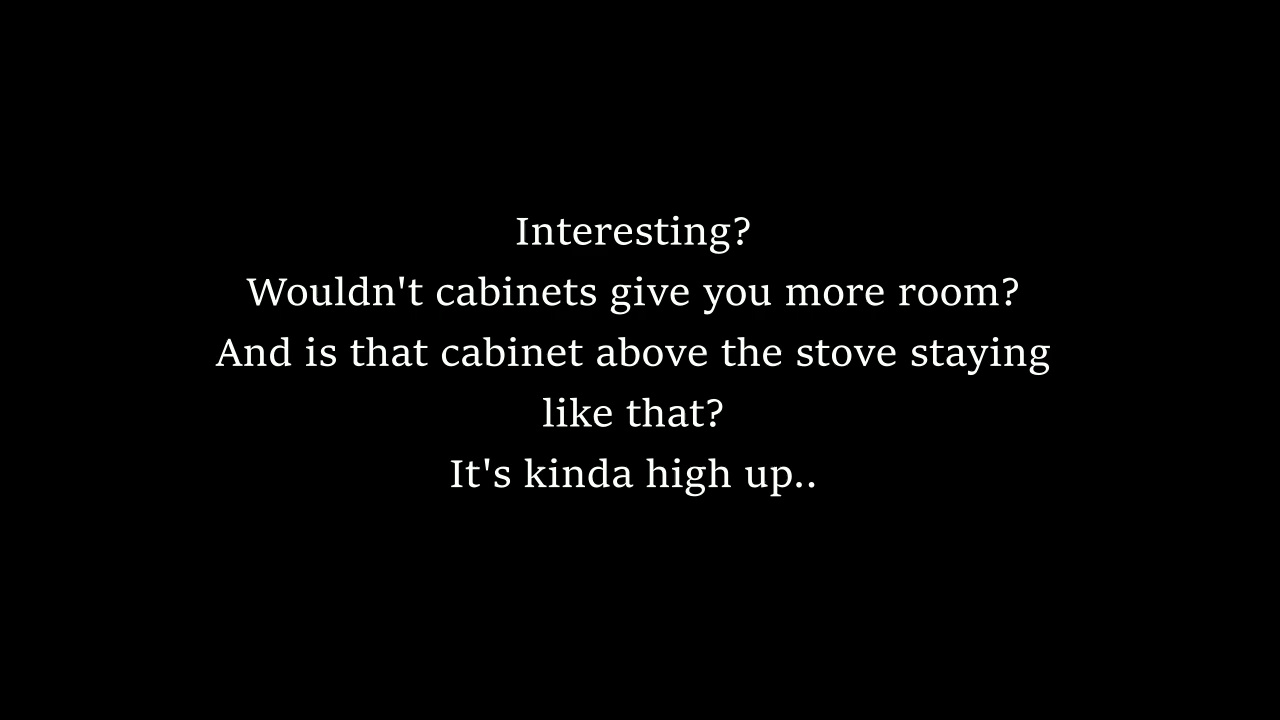 Interesting?
Wouldn't cabinets give you more room?
And is that cabinet above the stove staying
like that?
It's kinda high up..